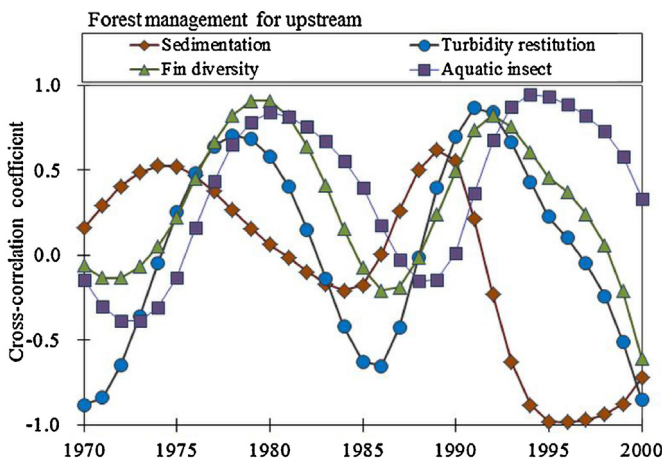 Forest management for upstream
Sedimentation
Turbidity restitution
Fin diversity
Aquatic insect
Cross-correlation coefficient
1.0
0.5
0.0
-0.5
-1.0
1970
1975
1980
1985
1990
1995
2000